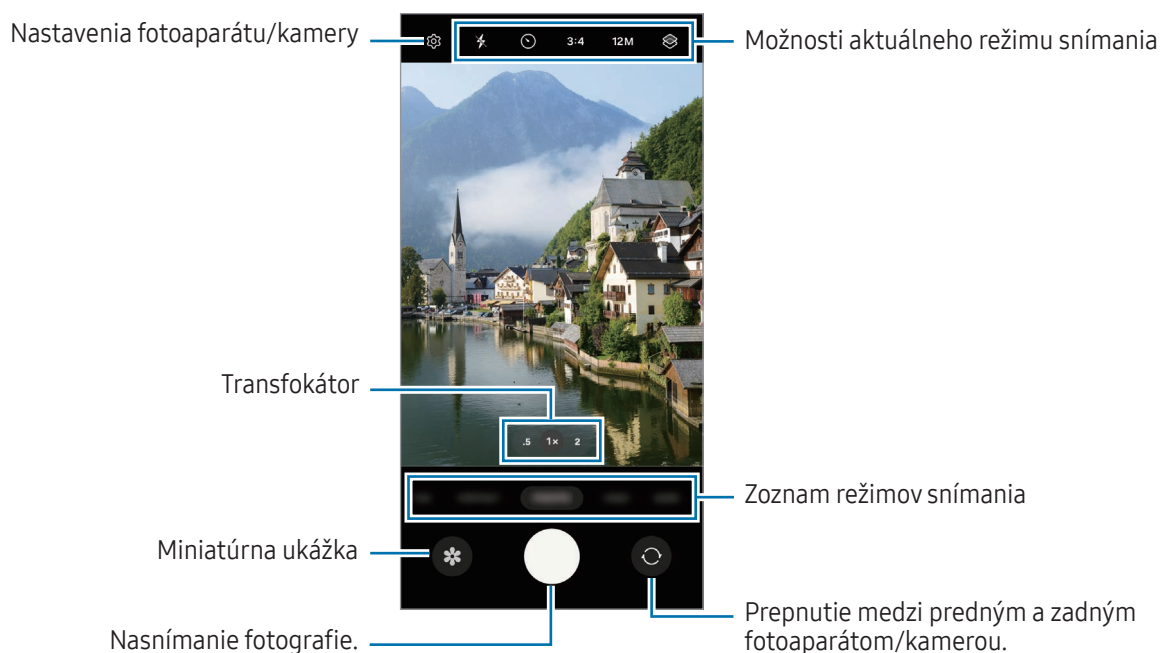 Nastavenia fotoaparátu/kamery
3:4 12M
Možnosti aktuálneho režimu snímania
Transfokátor
.5 1× 2
Zoznam režimov snímania
Miniatúrna ukážka
Nasnímanie fotografie.
Prepnutie medzi predným a zadným
fotoaparátom/kamerou.